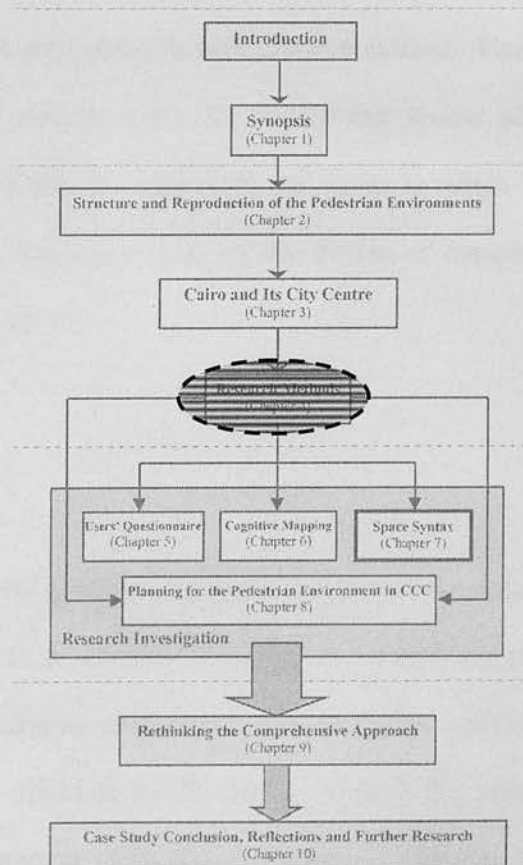 Introduction
Synopsis
(Chapter 1)
Structure and Reproduction of the Pedestrian Environments
(Chapter 2)
Cairo and Its City Centre
(Chapter 3)
Research Methods
Users' Questionnaire
(Chapter 5)
Cognitive Mapping
(Chapter 6)
Space Syntax
(Chapter 7)
Planning for the Pedestrian Environment in CCC
(Chapter 8)
Research Investigation
Rethinking the Comprehensive Approach
(Chapter 9)
Case Study Conclusion, Reflections and Further Research
(Chapter 10)